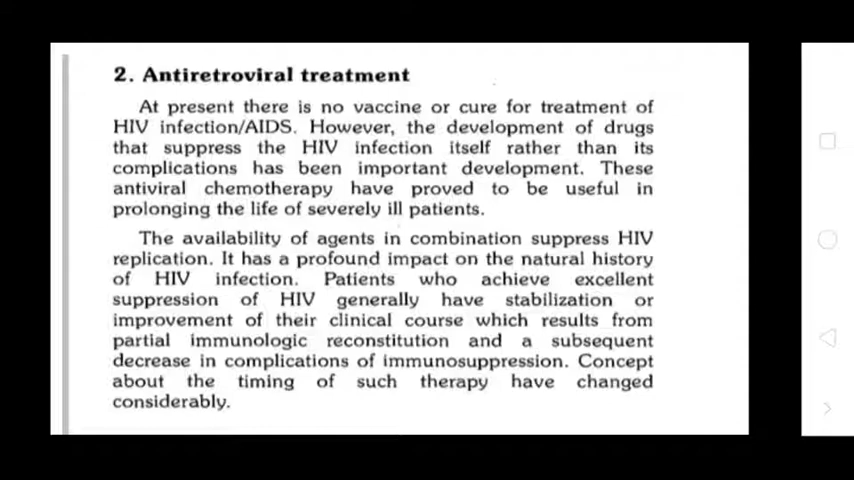 2. Antiretroviral treatment
At present there is no vaccine or cure for treatment of
HIV infection/AIDS. However, the development of drugs
that suppress the HIV infection itself rather than its
complications has been important development. These
antiviral chemotherapy have proved to be useful in
prolonging the life of severely ill patients.
The availability of agents in combination suppress HIV
replication. It has a profound impact on the natural history
of HIV infection. Patients who achieve excellent
suppression of HIV generally have stabilization or
improvement of their clinical course which results from
partial immunologic reconstitution and a subsequent
decrease in complications of immunosuppression. Concept
about the timing of such therapy have changed
considerably.